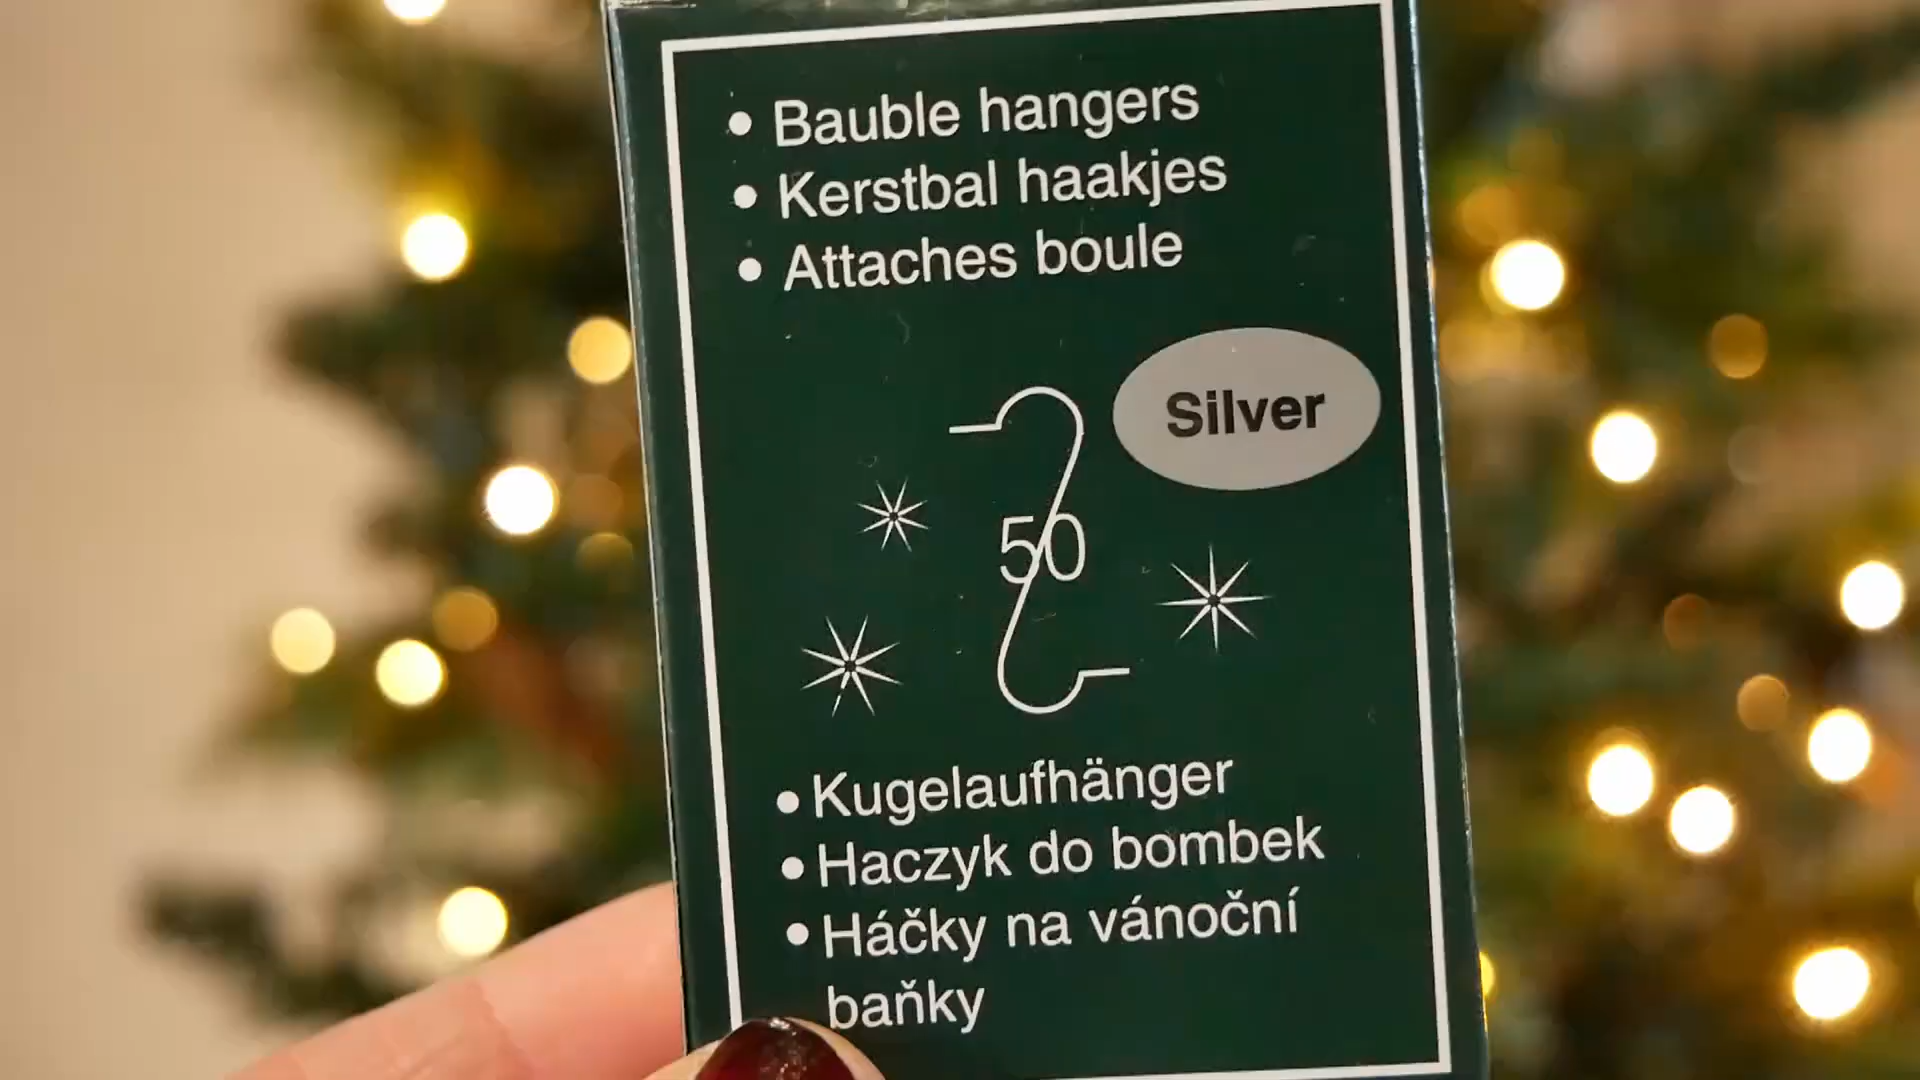 • Bauble hangers
• Kerstbal haakjes
• Attaches boule
Silver
50
• Kugelaufhänger
• Haczyk do bombek
• Háčky na vánoční
baňky